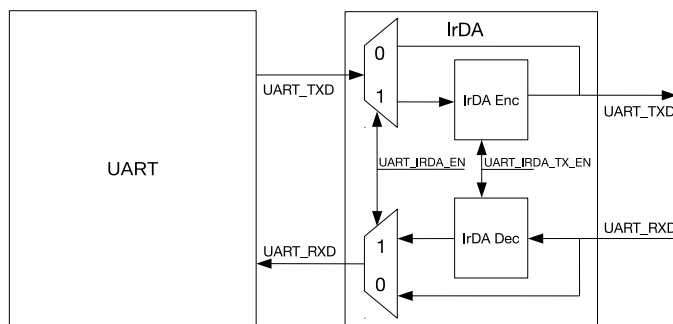 IrDA
0
UART_TXD
1
IrDA Enc
UART_TXD
UART_IRDA_EN
UART_IRDA_TX_EN
UART
UART_RXD
1
IrDA Dec
UART_RXD
0